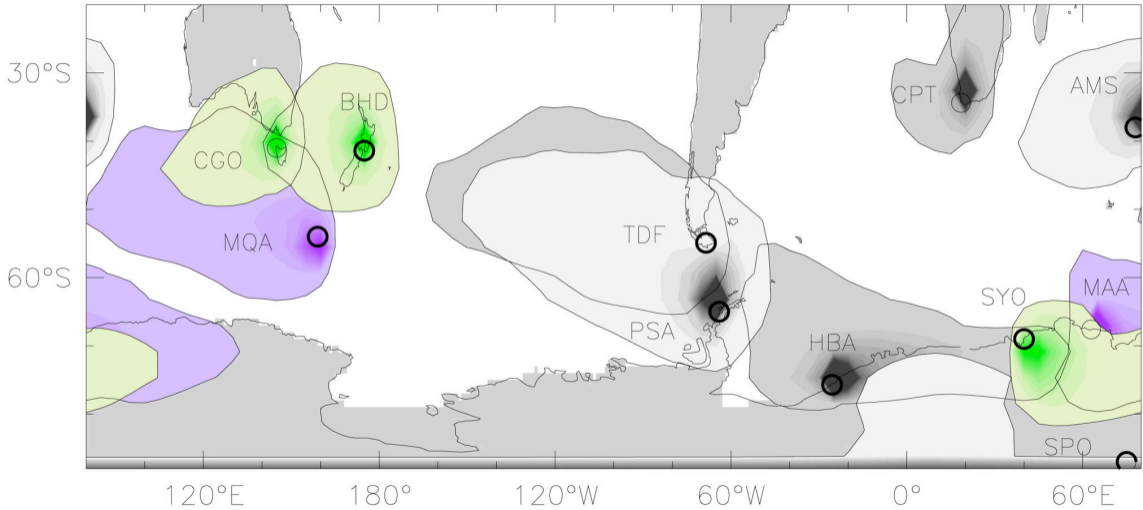 30°S
CPT
AMS
BHD
CGO
MQA
TDF
60°S
MAA
SYO
PSA
HBA
SPO
120°E 180° 120°W 60°W 0° 60°E